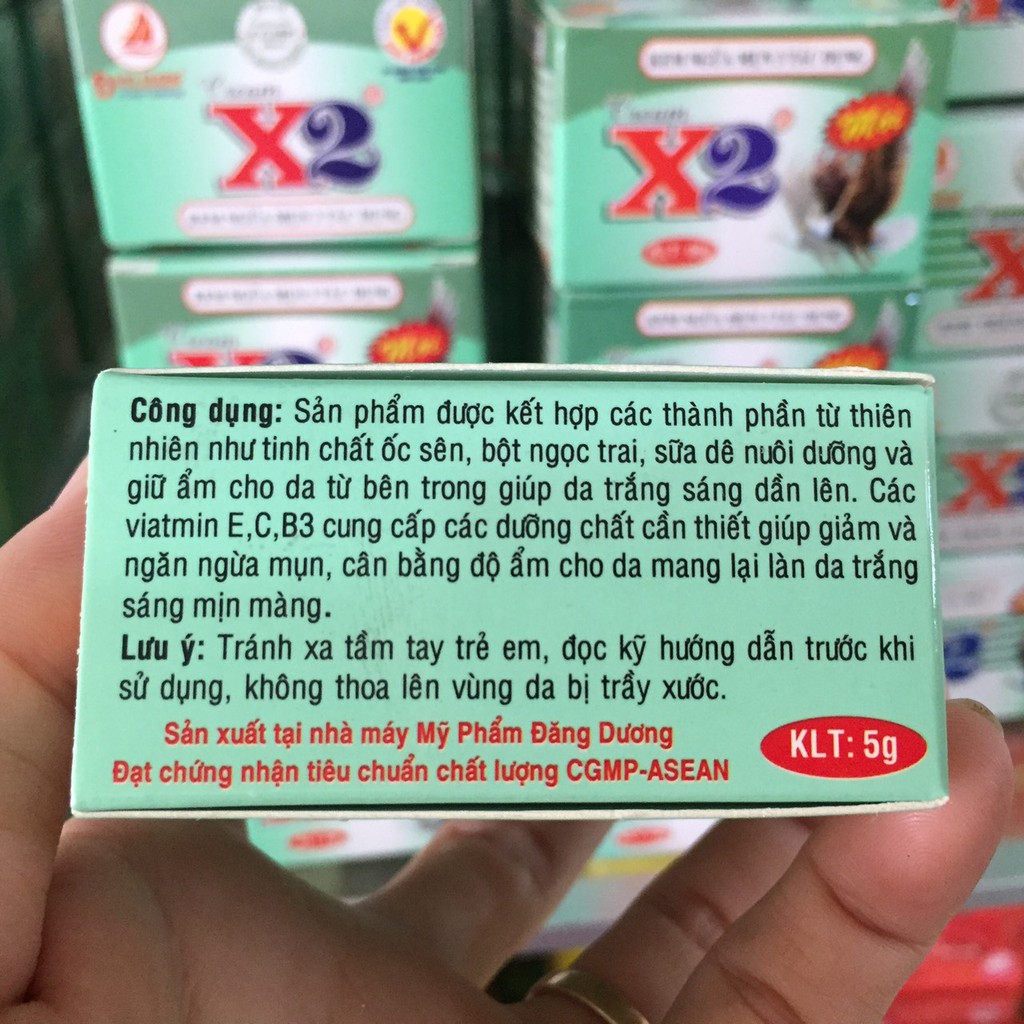 Cream
X2
Cream
X2
Mới
X2
X2
Công dụng: Sản phẩm được kết hợp các thành phần từ thiên
nhiên như tinh chất ốc sên, bột ngọc trai, sữa dê nuôi dưỡng và
giữ ẩm cho da từ bên trong giúp da trắng sáng dần lên. Các
viatmin E,C,B3 cung cấp các dưỡng chất cần thiết giúp giảm và
ngăn ngừa mụn, cân bằng độ ẩm cho da mang lại làn da trắng
sáng mịn màng.
Lưu ý: Tránh xa tầm tay trẻ em, đọc kỹ hướng dẫn trước khi
sử dụng, không thoa lên vùng da bị trầy xước.
Sản xuất tại nhà máy Mỹ Phẩm Đăng Dương
Đạt chứng nhận tiêu chuẩn chất lượng CGMP-ASEAN
KLT: 5g